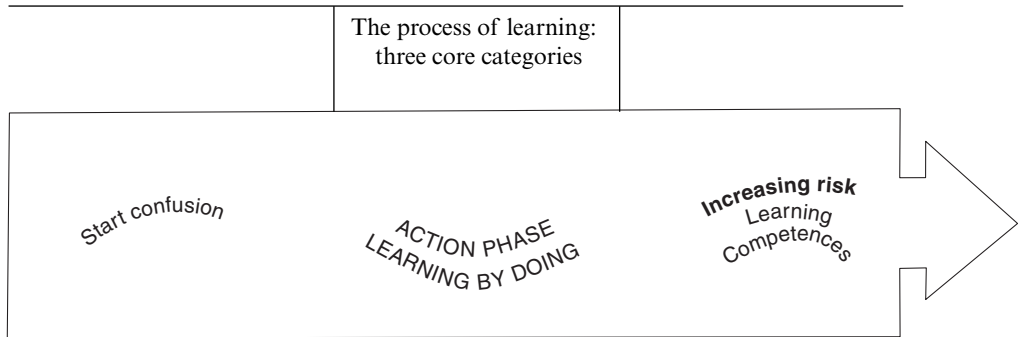 The process of learning:
three core categories
Start confusion
ACTION PHASE
LEARNING BY DOING
Increasing risk
Learning
Competences